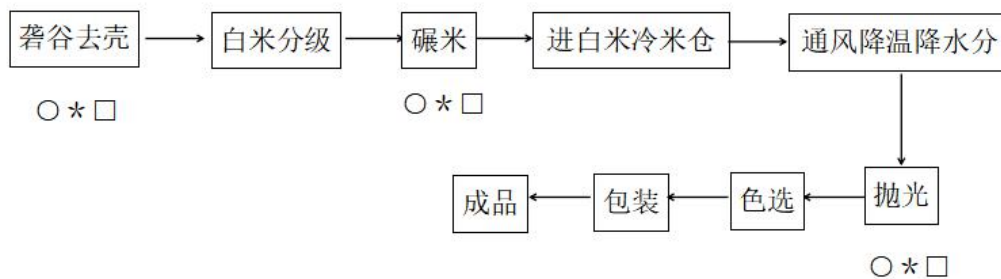 砻谷去壳
白米分级
碾米
进白米冷米仓
通风降温降水分
○*□
○*□
成品
包装
色选
抛光
○*□